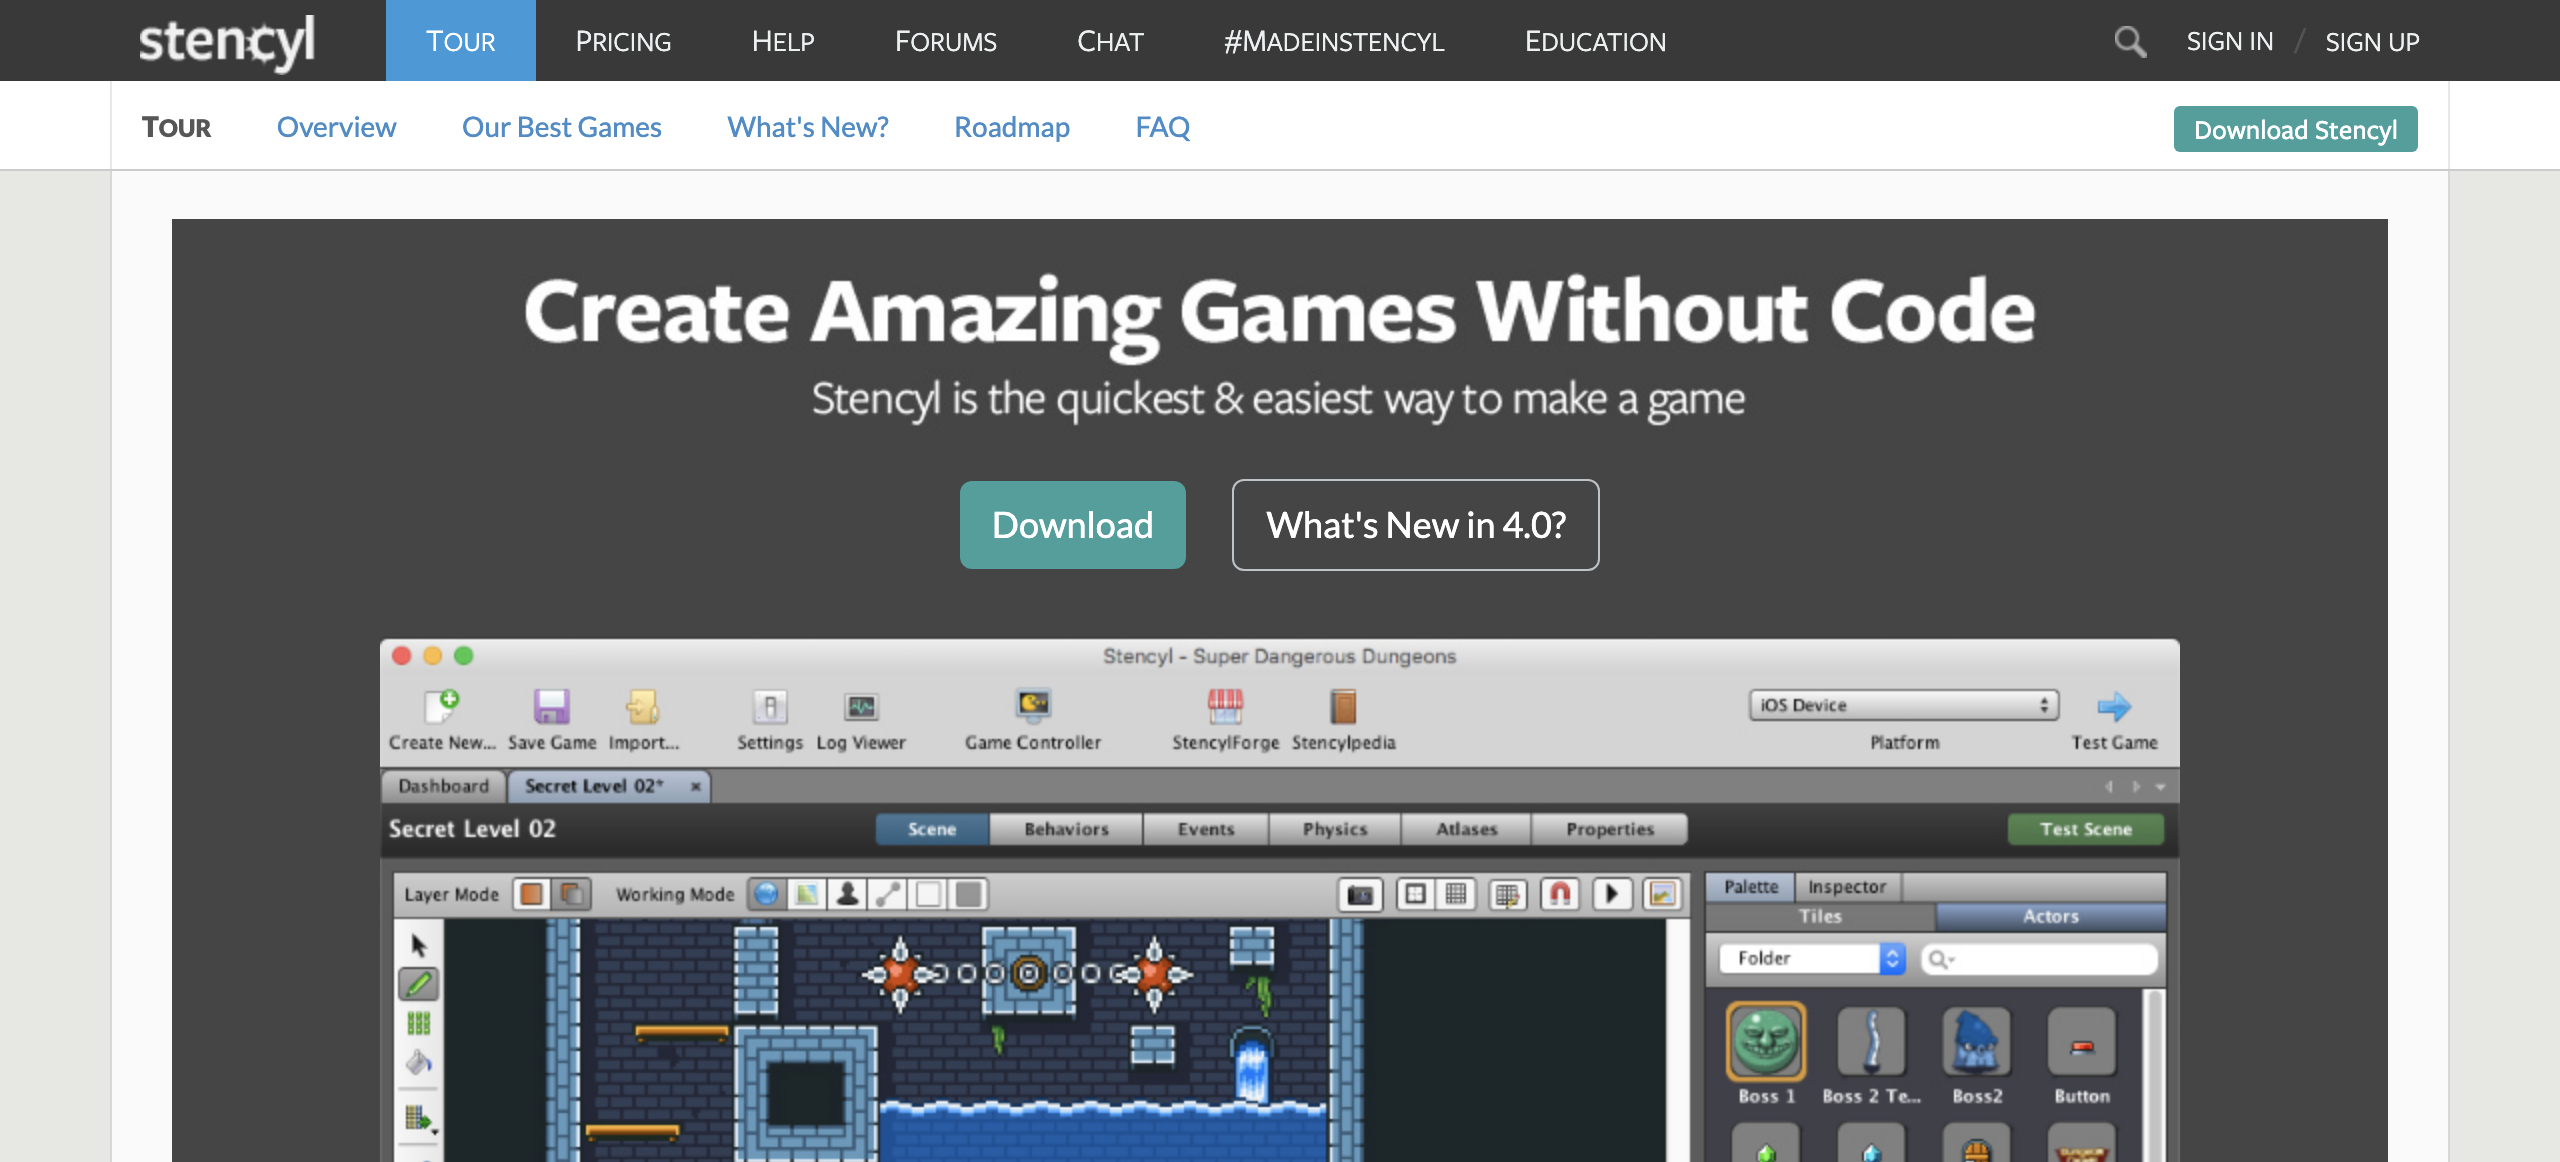 stencyl TOUR PRICING HELP FORUMS CHAT #MADEINSTENCYL EDUCATION SIGN IN / SIGN UP
TOUR Overview Our Best Games What's New? Roadmap FAQ Download Stencyl
Create Amazing Games Without Code
Stencyl is the quickest & easiest way to make a game
Download What's New in 4.0?
Stencyl - Super Dangerous Dungeons
iOS Device
Create New... Save Game Import... Settings Log Viewer Game Controller StencylForge Stencylpedia Platform Test Game
Dashboard Secret Level 02*
Secret Level 02 Scene Behaviors Events Physics Atlases Properties Test Scene
Layer Mode Working Mode Palette Inspector
Tiles Actors
Folder
Boss 1 Boss 2 Te... Boss2 Button